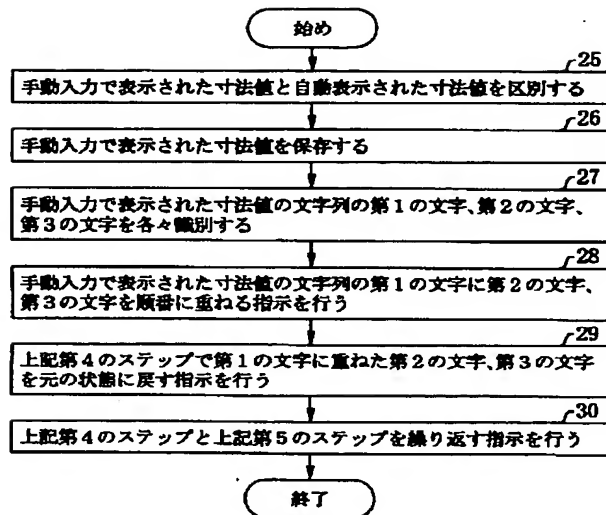 始め
25
手動入力で表示された寸法値と自動表示された寸法値を区別する
26
手動入力で表示された寸法値を保存する
27
手動入力で表示された寸法値の文字列の第1の文字、第2の文字、
第3の文字を各々識別する
28
手動入力で表示された寸法値の文字列の第1の文字に第2の文字、
第3の文字を順番に重ねる指示を行う
29
上記第4のステップで第1の文字に重ねた第2の文字、第3の文字
を元の状態に戻す指示を行う
30
上記第4のステップと上記第5のステップを繰り返す指示を行う
終了